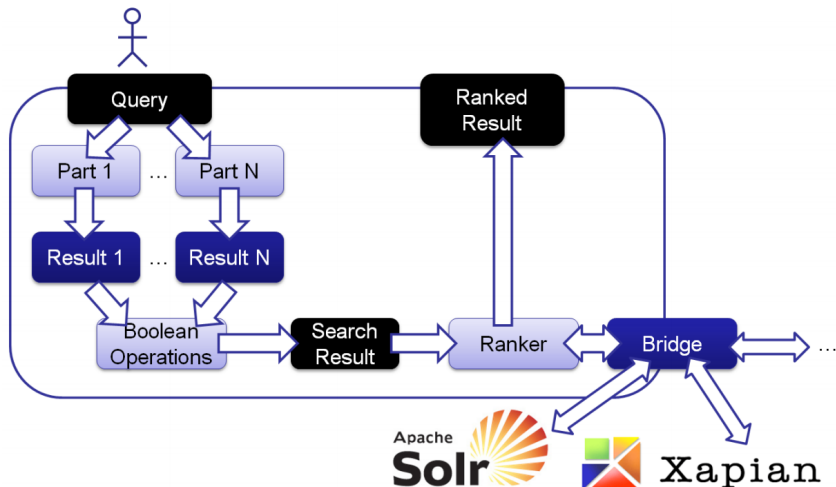 Query
Ranked
Result
Part 1
...
Part N
Result 1
...
Result N
Boolean
Operations
Search
Result
Ranker
Bridge
...
Apache
Solr
Xapian